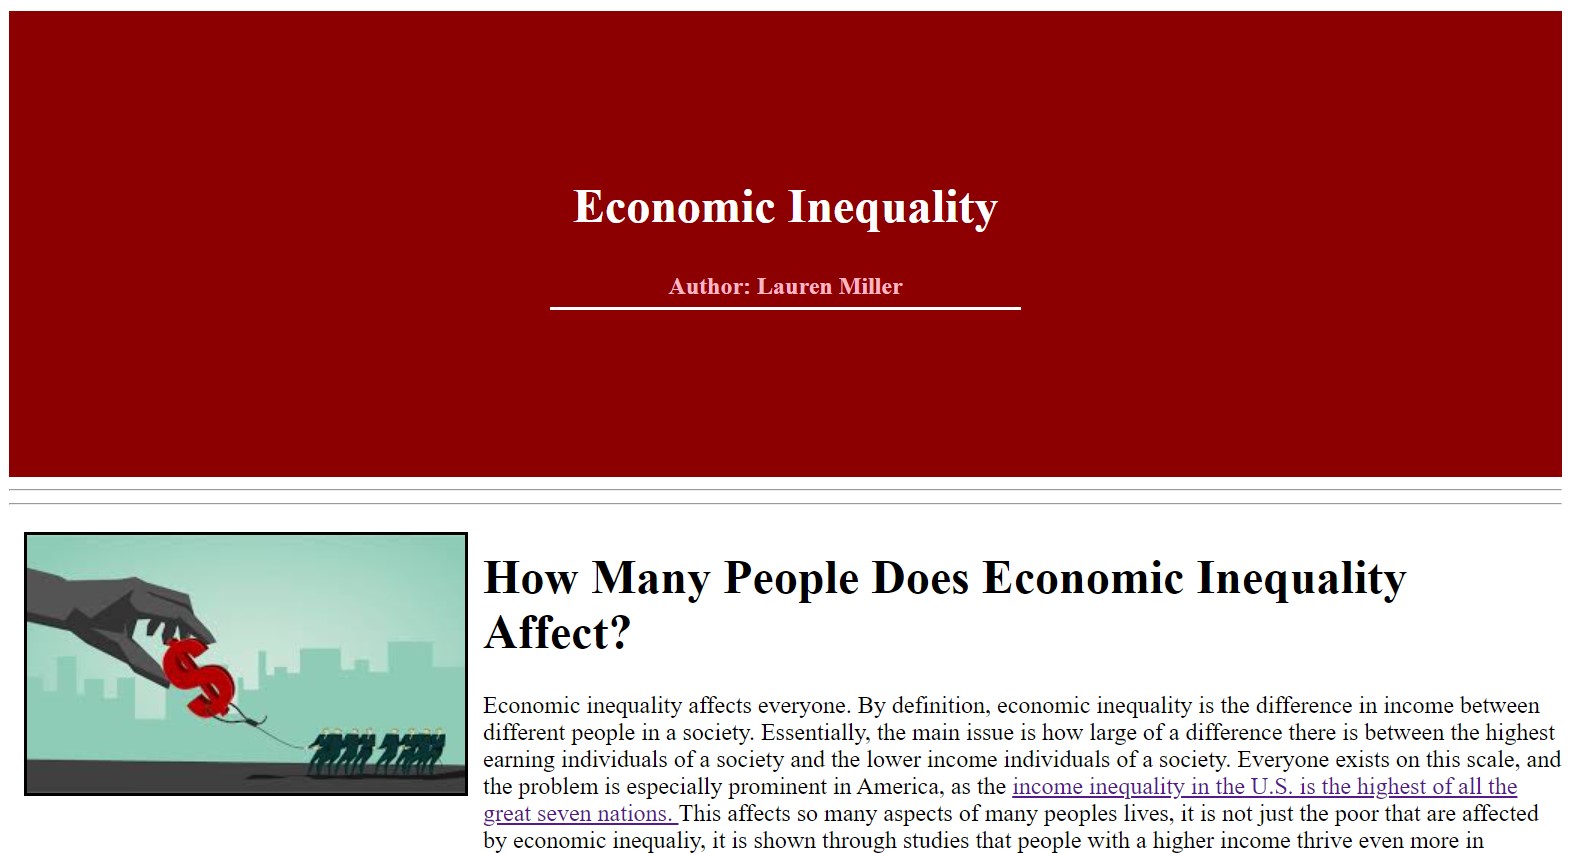 Economic Inequality
Author: Lauren Miller
How Many People Does Economic Inequality
Affect?
Economic inequality affects everyone. By definition, economic inequality is the difference in income between
different people in a society. Essentially, the main issue is how large of a difference there is between the highest
earning individuals of a society and the lower income individuals of a society. Everyone exists on this scale, and
the problem is especially prominent in America, as the income inequality in the U.S. is the highest of all the
great seven nations. This affects so many aspects of many peoples lives, it is not just the poor that are affected
by economic inequaliy, it is shown through studies that people with a higher income thrive even more in